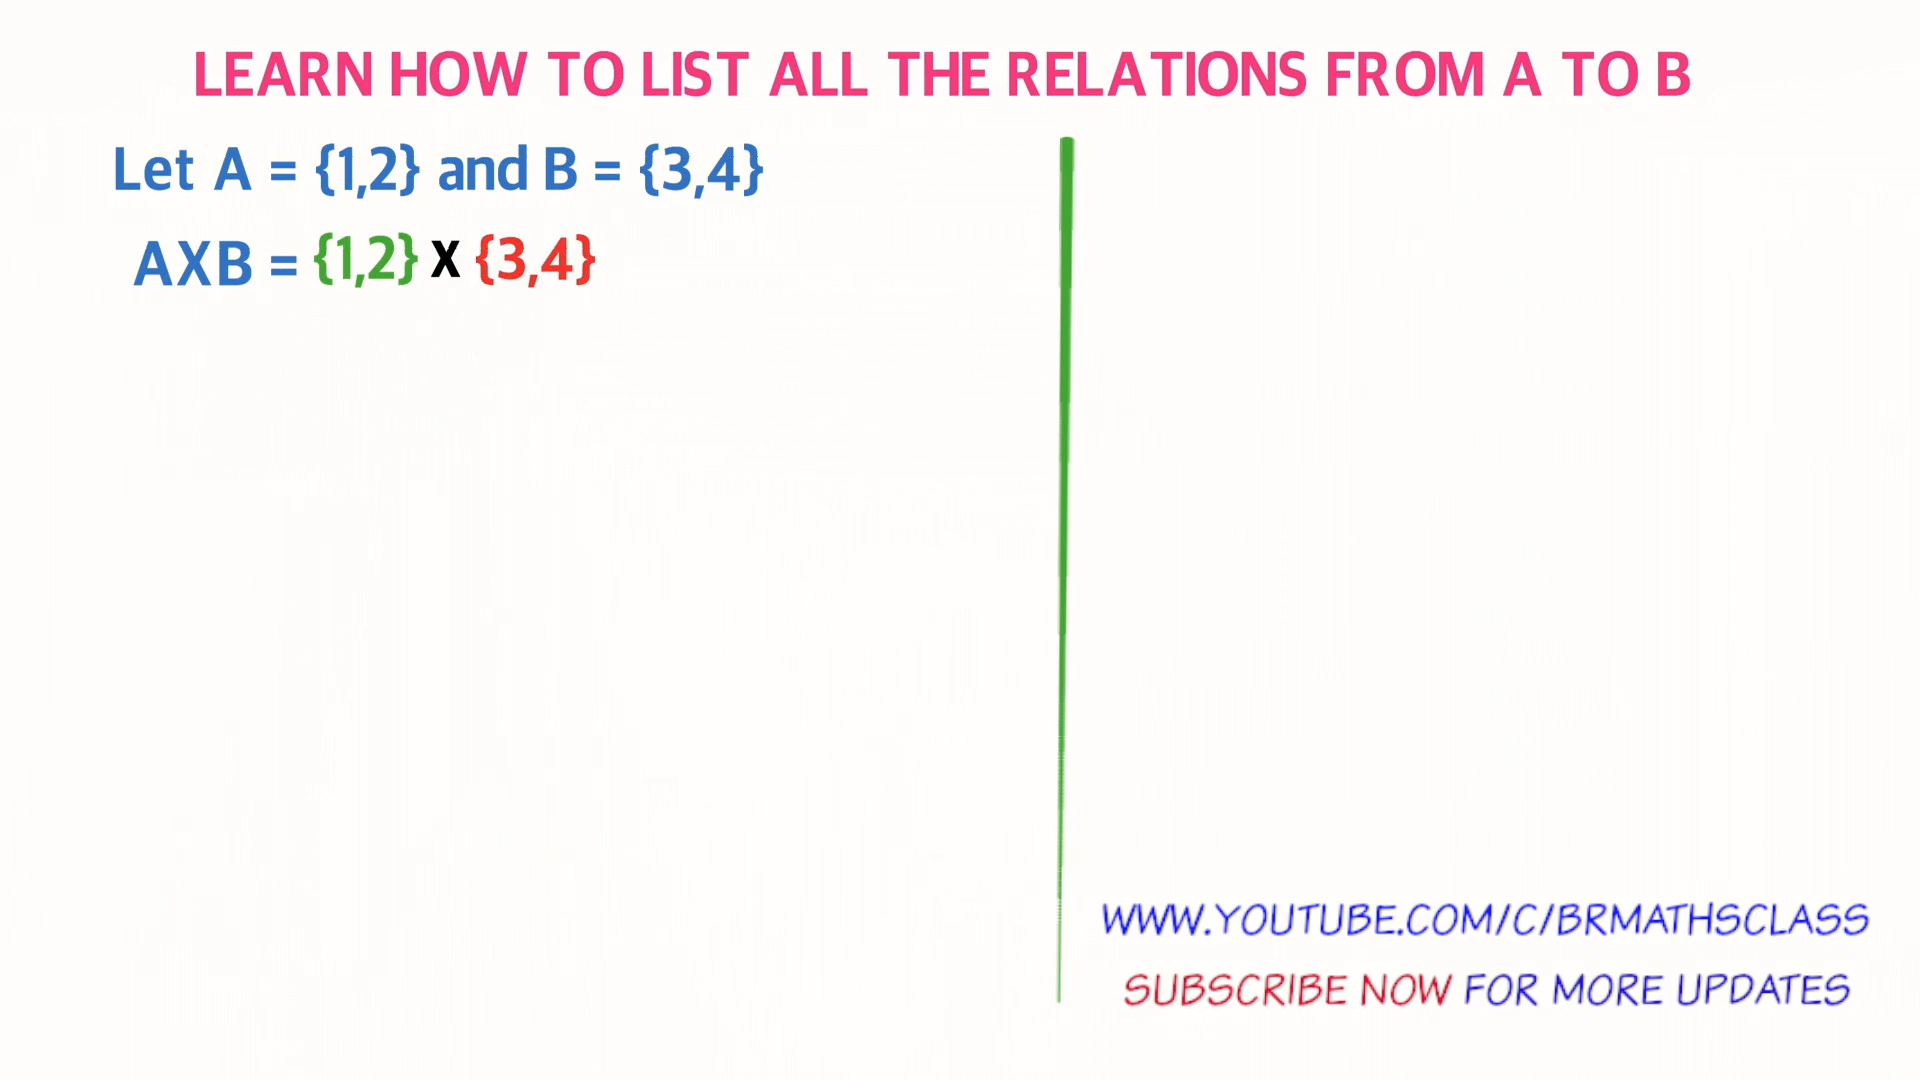 LEARN HOW TO LIST ALL THE RELATIONS FROM A TO B
Let A = {1,2} and B = {3,4}
AXB = {1,2} X {3,4}
WWW.YOUTUBE.COM/C/BRMATHSCLASS
SUBSCRIBE NOW FOR MORE UPDATES